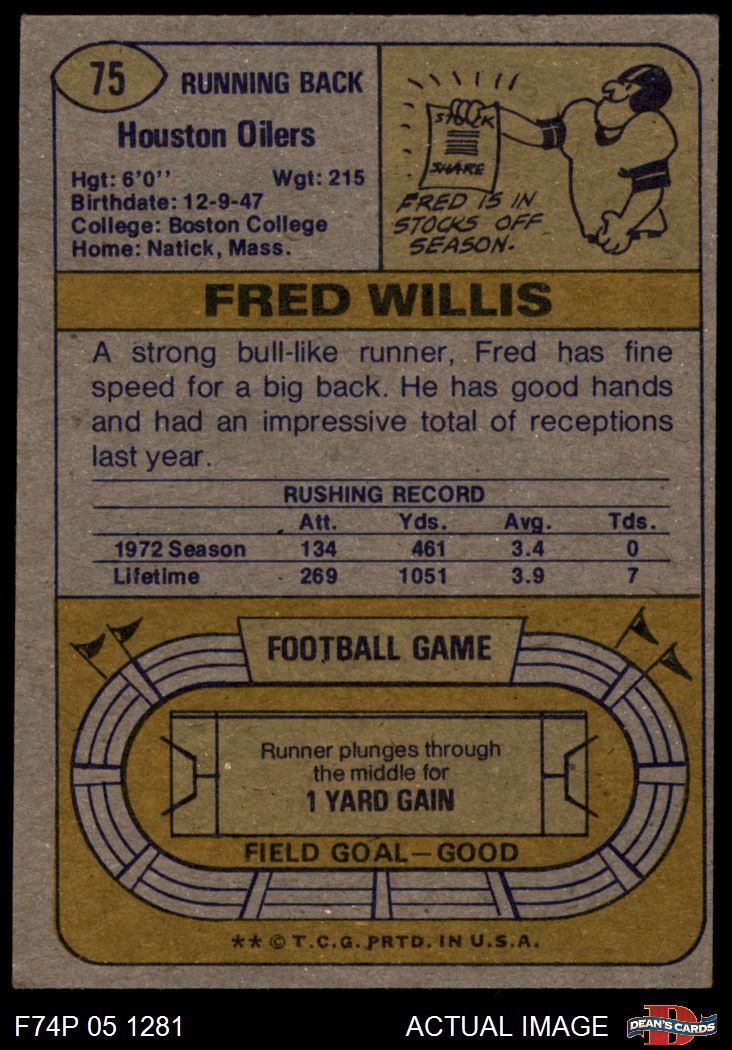 75
RUNNING BACK
Houston Oilers
Hgt: 6'0'' Wgt: 215
Birthdate: 12-9-47
College: Boston College
Home: Natick, Mass.
STOCK
SHARE
FRED IS IN
STOCKS OFF
SEASON.
FRED WILLIS
A strong bull-like runner, Fred has fine
speed for a big back. He has good hands
and had an impressive total of receptions
last year.
RUSHING RECORD
Att. Yds. Avg. Tds.
1972 Season 134 461 3.4 0
Lifetime 269 1051 3.9 7
FOOTBALL GAME
Runner plunges through
the middle for
1 YARD GAIN
FIELD GOAL—GOOD
** © T.C.G. PRTD. IN U.S.A.
F74P 05 1281 ACTUAL IMAGE D DEAN'S CARDS